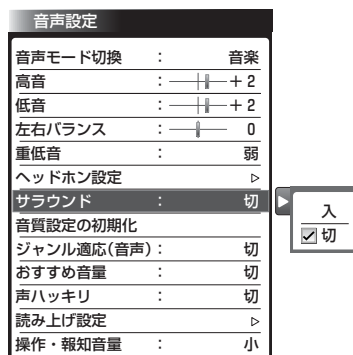 音声設定
音声モード切換 : 音楽
高音 : +2
低音 : +2
左右バランス : 0
重低音 : 弱
ヘッドホン設定
サラウンド : 切
入
切
音質設定の初期化
ジャンル適応(音声) : 切
おすすめ音量 : 切
声ハッキリ : 切
読み上げ設定
操作・報知音量 : 小